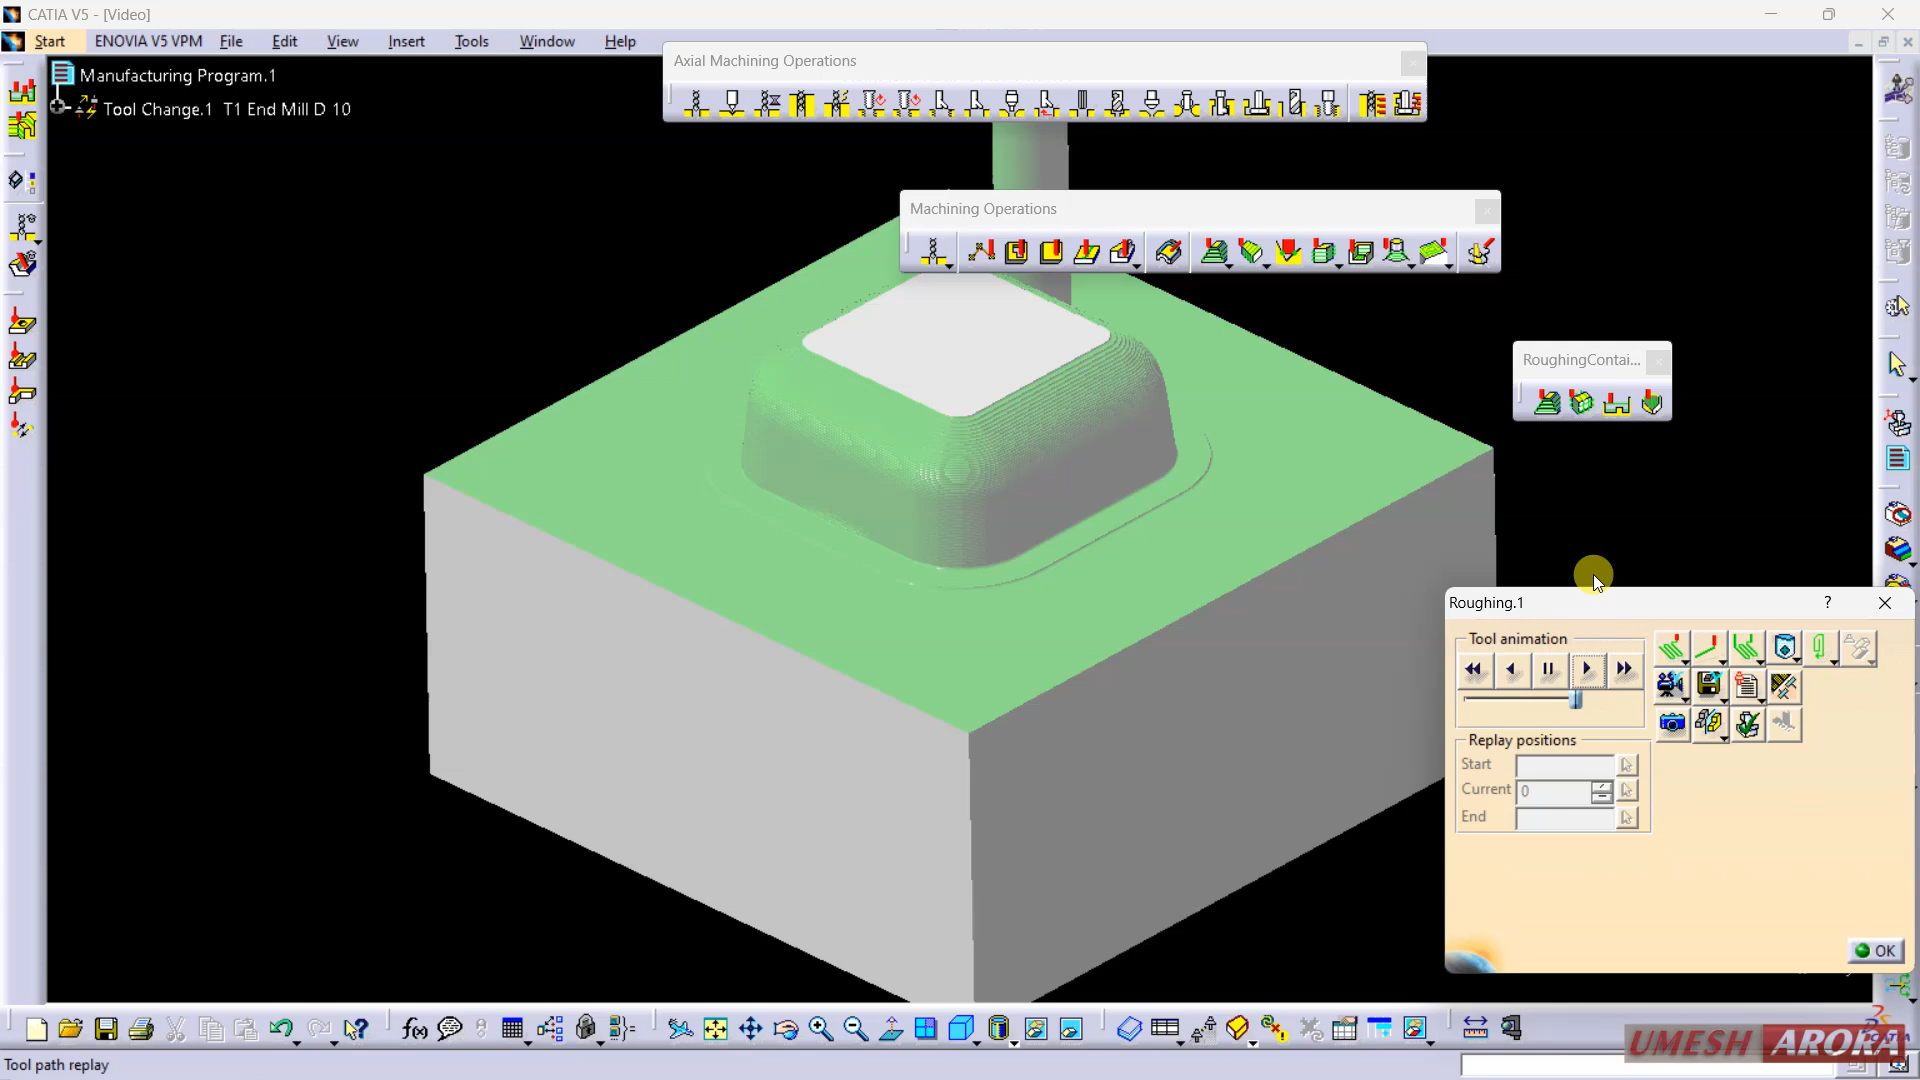 CATIA V5 - [Video]
Start ENOVIA V5 VPM File Edit View Insert Tools Window Help
Axial Machining Operations
Manufacturing Program.1
Tool Change.1 T1 End Mill D 10
Machining Operations
RoughingContai...
Roughing.1
?
Tool animation
Replay positions
Start
Current 0
End
OK
f(x)
Tool path replay
UMESH ARORA